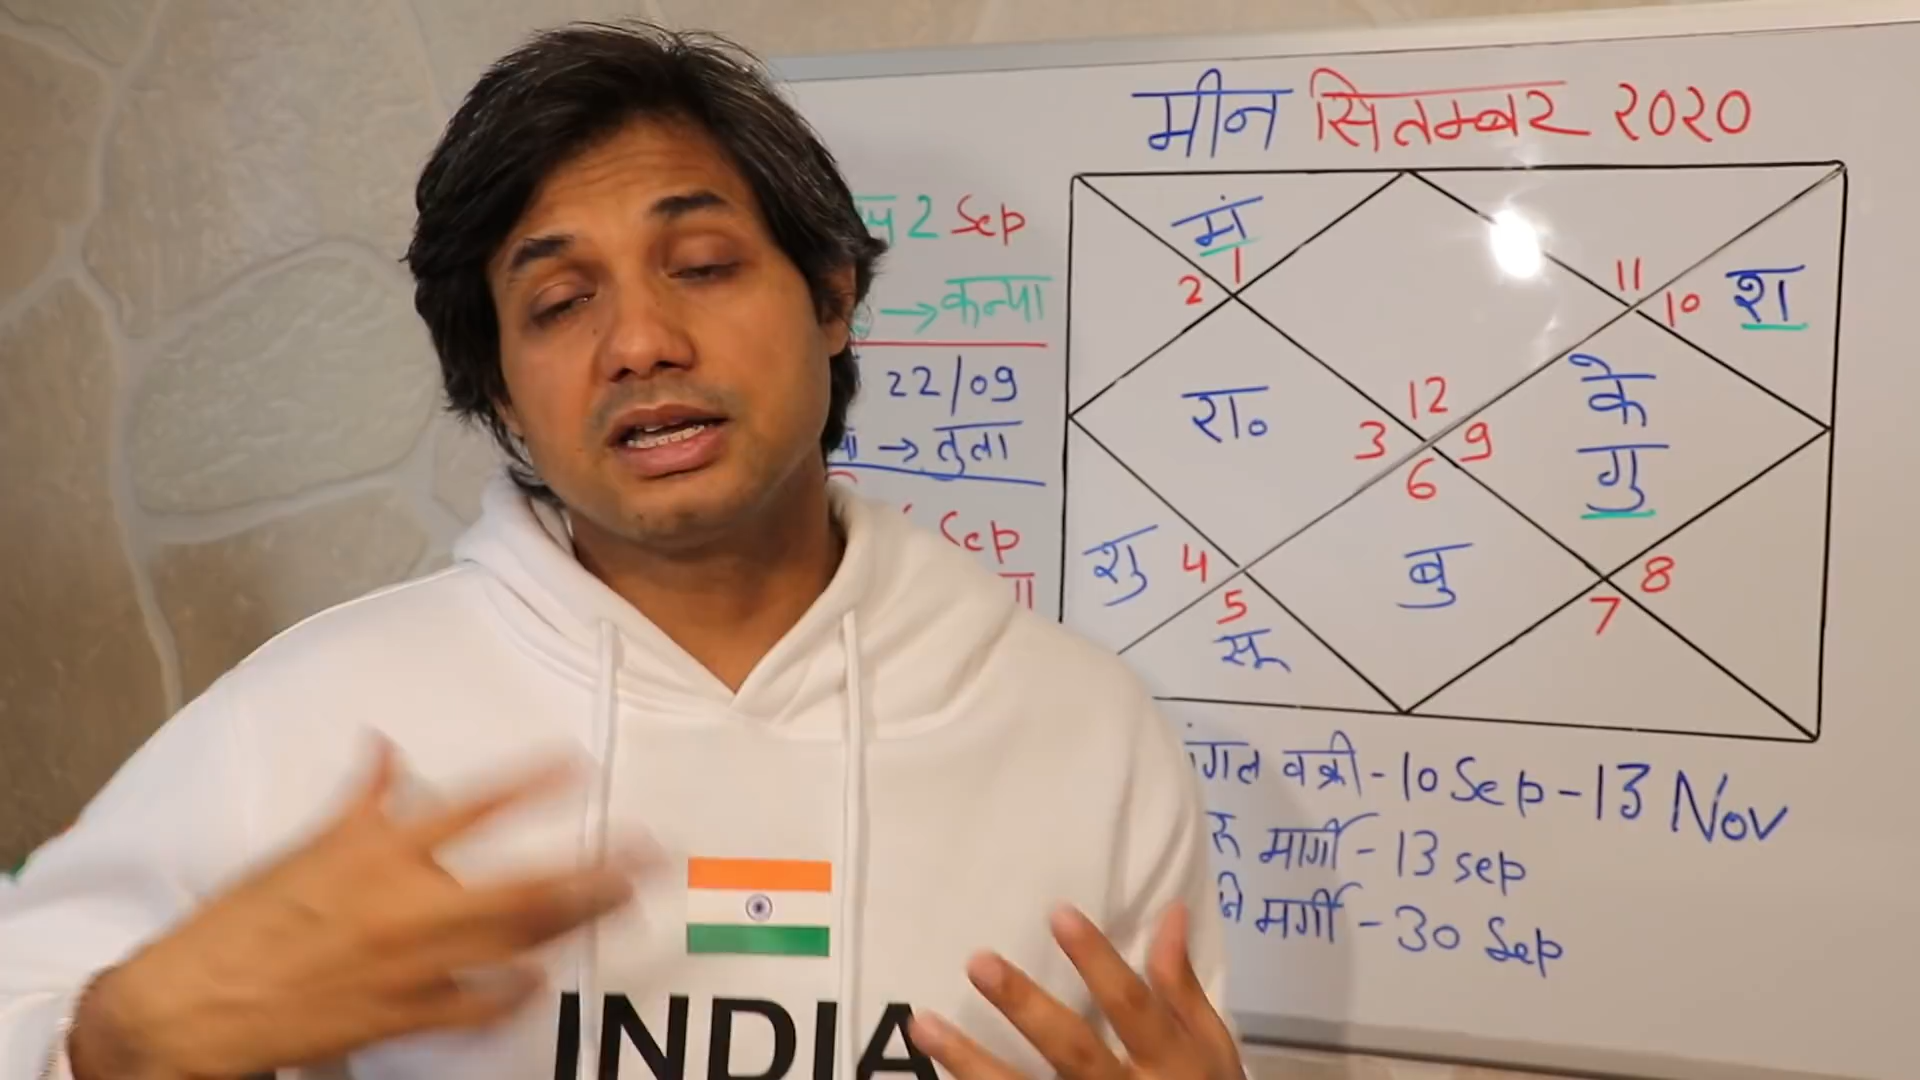 मीन सितम्बर २०२०
2 Sep
→ कन्या
22/09
→ तुला
Sep
मं
1
2
11
10
श
रा०
12
3
9
6
के
गु
शु
4
5
सू
बु
8
7
वक्री - 10 Sep - 13 Nov
मार्गी - 13 sep
मर्गी - 30 Sep
INDIA